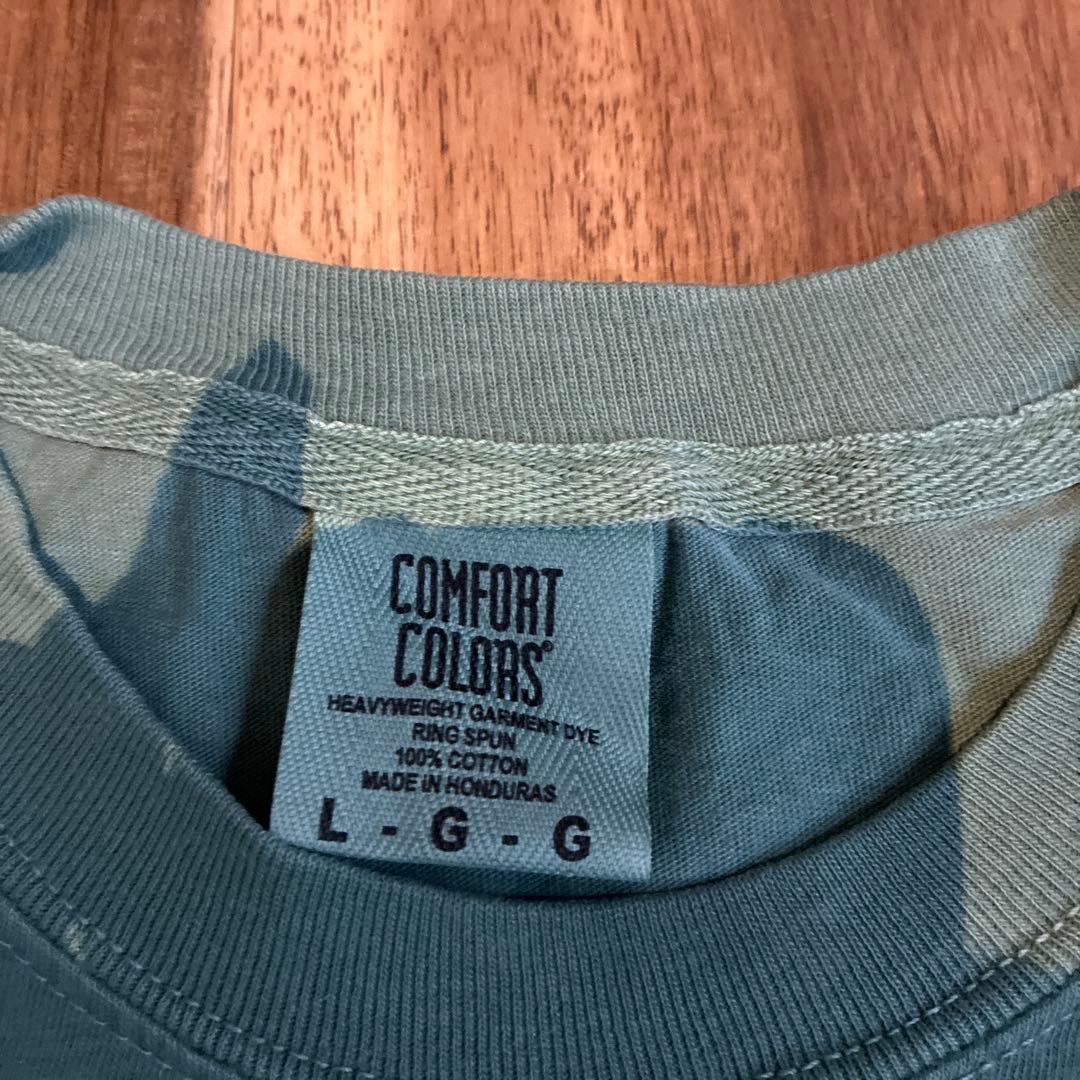 COMFORT
COLORS®
HEAVYWEIGHT GARMENT DYE
RING SPUN
100% COTTON
MADE IN HONDURAS
L - G - G